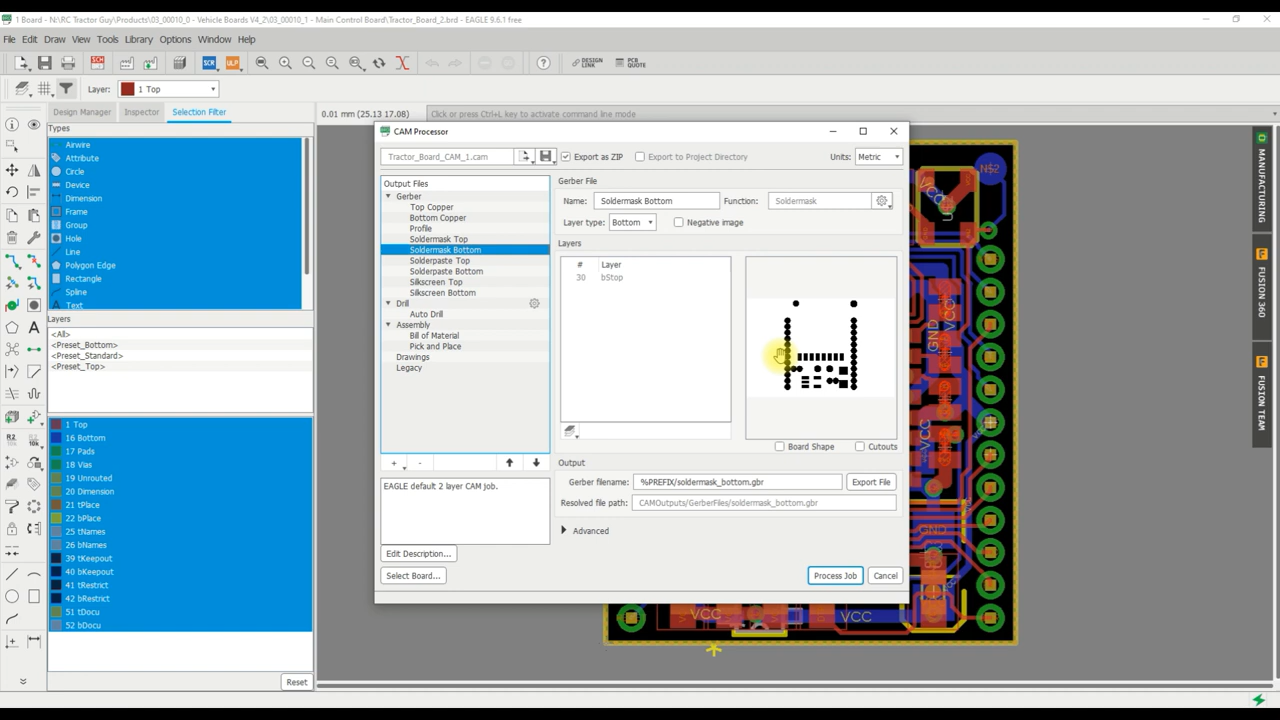 1 Board - N:\RC Tractor Guy\Products\03_00010_0 - Vehicle Boards V4_2\03_00010_1 - Main Control Board\Tractor_Board_2.brd - EAGLE 9.6.1 free
File Edit Draw View Tools Library Options Window Help
SCH SCR ULP DESIGN LINK PCB QUOTE
Layer: 1 Top
Design Manager Inspector Selection Filter
0.01 mm (25.13 17.08) Click or press Ctrl+L key to activate command line mode
Types
Airwire
Attribute
Circle
Device
Dimension
Frame
Group
Hole
Line
Polygon Edge
Rectangle
Spline
Text
Layers
<All>
<Preset_Bottom>
<Preset_Standard>
<Preset_Top>
1 Top
16 Bottom
17 Pads
18 Vias
19 Unrouted
20 Dimension
21 tPlace
22 bPlace
25 tNames
26 bNames
39 tKeepout
40 bKeepout
41 tRestrict
42 bRestrict
51 tDocu
52 bDocu
Reset
R2
10k
CAM Processor
Tractor_Board_CAM_1.cam Export as ZIP Export to Project Directory Units: Metric
Output Files
Gerber
Top Copper
Bottom Copper
Profile
Soldermask Top
Soldermask Bottom
Solderpaste Top
Solderpaste Bottom
Silkscreen Top
Silkscreen Bottom
Drill
Auto Drill
Assembly
Bill of Material
Pick and Place
Drawings
Legacy
+ -
EAGLE default 2 layer CAM job.
Edit Description...
Select Board...
Gerber File
Name: Soldermask Bottom Function: Soldermask
Layer type: Bottom Negative image
Layers
# Layer
30 bStop
Board Shape Cutouts
Output
Gerber filename: %PREFIX/soldermask_bottom.gbr Export File
Resolved file path: CAMOutputs/GerberFiles/soldermask_bottom.gbr
Advanced
Process Job Cancel
N$2
VCC
GND
VCC
VCC
GND
VCC
VCC
MANUFACTURING
FUSION 360
FUSION TEAM